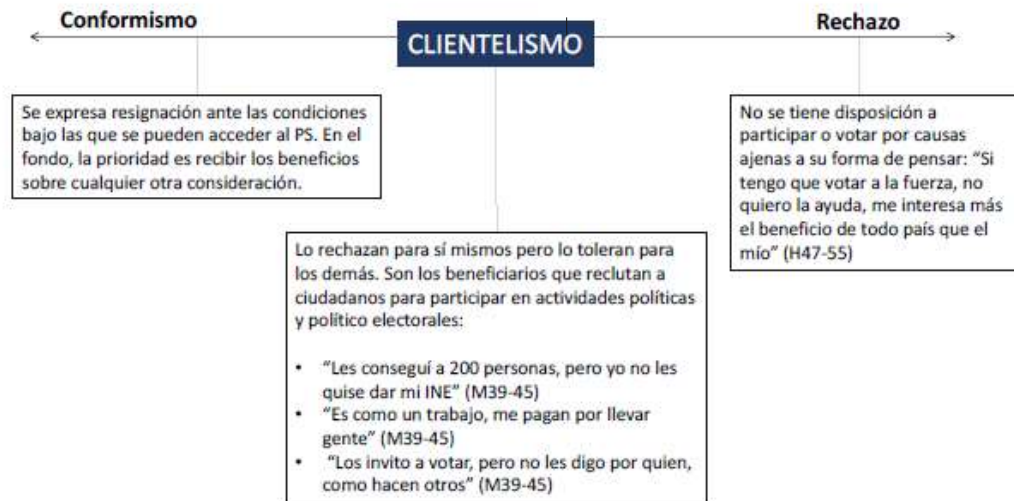 Conformismo
CLIENTELISMO
Rechazo
Se expresa resignación ante las condiciones
bajo las que se pueden acceder al PS. En el
fondo, la prioridad es recibir los beneficios
sobre cualquier otra consideración.
Lo rechazan para sí mismos pero lo toleran para
los demás. Son los beneficiarios que reclutan a
ciudadanos para participar en actividades políticas
y político electorales:
• “Les conseguí a 200 personas, pero yo no les
quise dar mi INE” (M39-45)
• “Es como un trabajo, me pagan por llevar
gente” (M39-45)
• “Los invito a votar, pero no les digo por quien,
como hacen otros” (M39-45)
No se tiene disposición a
participar o votar por causas
ajenas a su forma de pensar: “Si
tengo que votar a la fuerza, no
quiero la ayuda, me interesa más
el beneficio de todo país que el
mío” (H47-55)